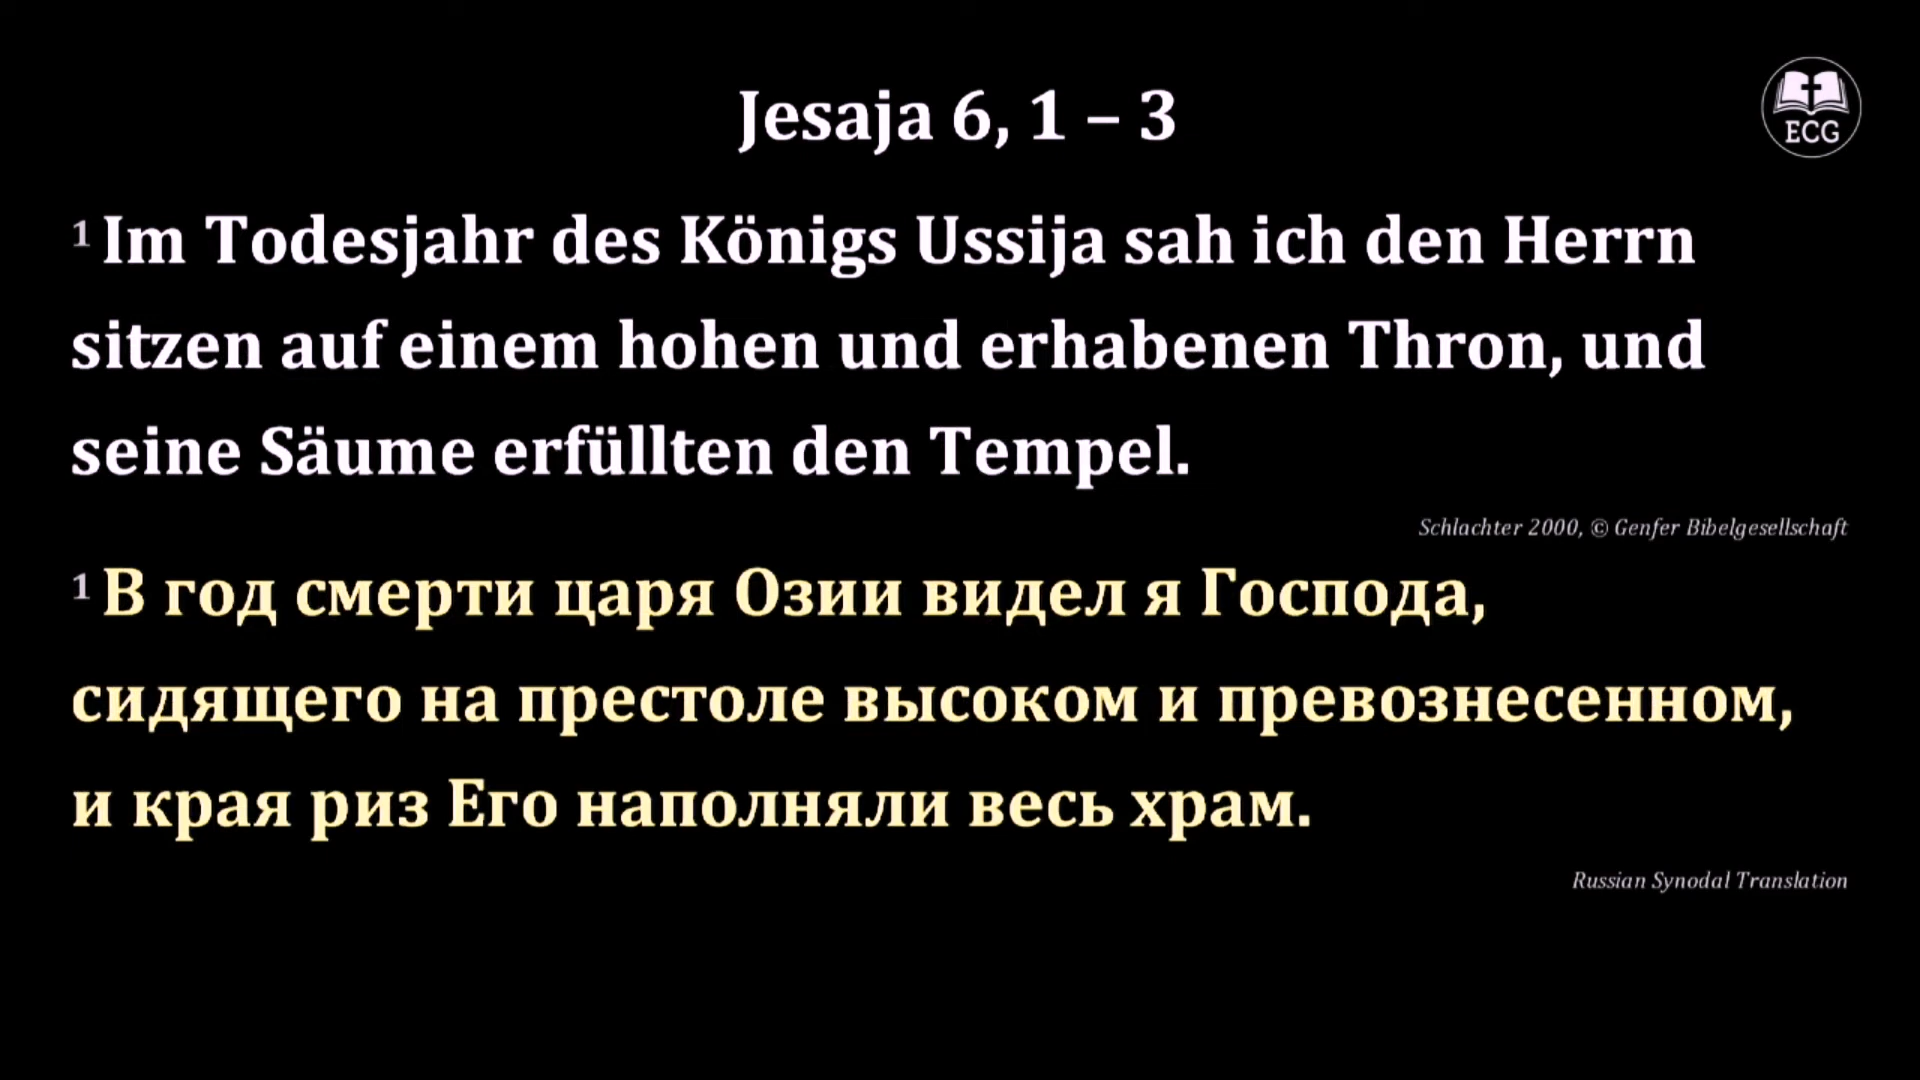 Jesaja 6, 1 – 3
ECG
1 Im Todesjahr des Königs Ussija sah ich den Herrn
sitzen auf einem hohen und erhabenen Thron, und
seine Säume erfüllten den Tempel.
Schlachter 2000, © Genfer Bibelgesellschaft
1 В год смерти царя Озии видел я Господа,
сидящего на престоле высоком и превознесенном,
и края риз Его наполняли весь храм.
Russian Synodal Translation